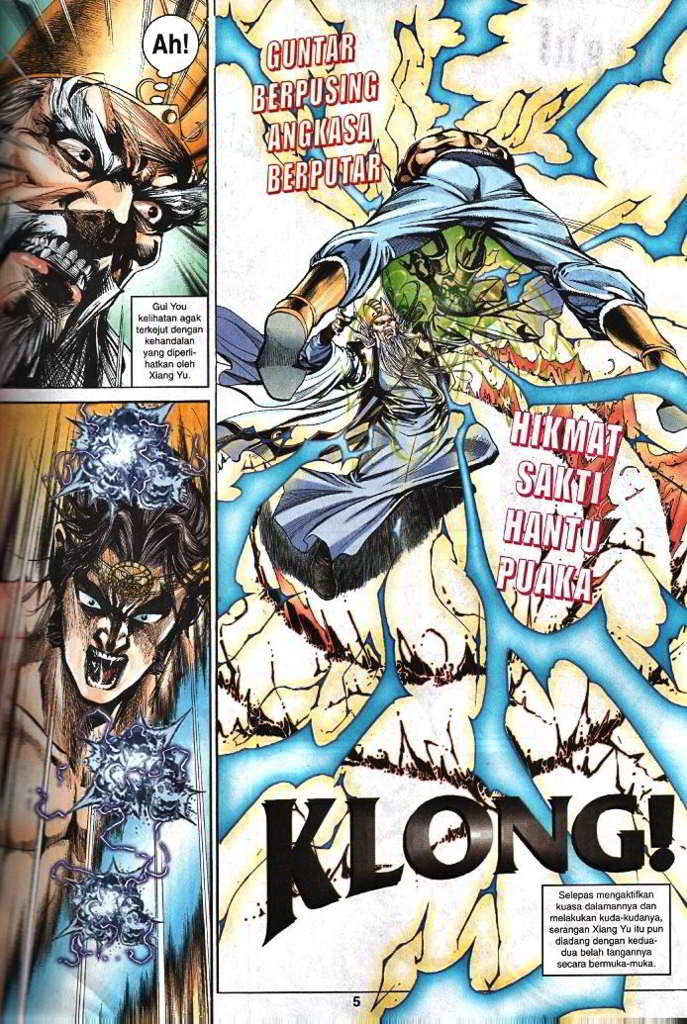 Ah!
Gui You
kelihatan agak
terkejut dengan
kehandalan
yang diperli-
hatkan oleh
Xiang Yu.
GUNTAR
BERPUSING
ANGKASA
BERPUTAR
HIKMAT
SAKTI
HANTU
PUAKA
KLONG!
Selepas mengaktifkan
kuasa dalamannya dan
melakukan kuda-kudanya,
serangan Xiang Yu itu pun
diadang dengan kedua-
dua belah tangannya
secara bermuka-muka.
5